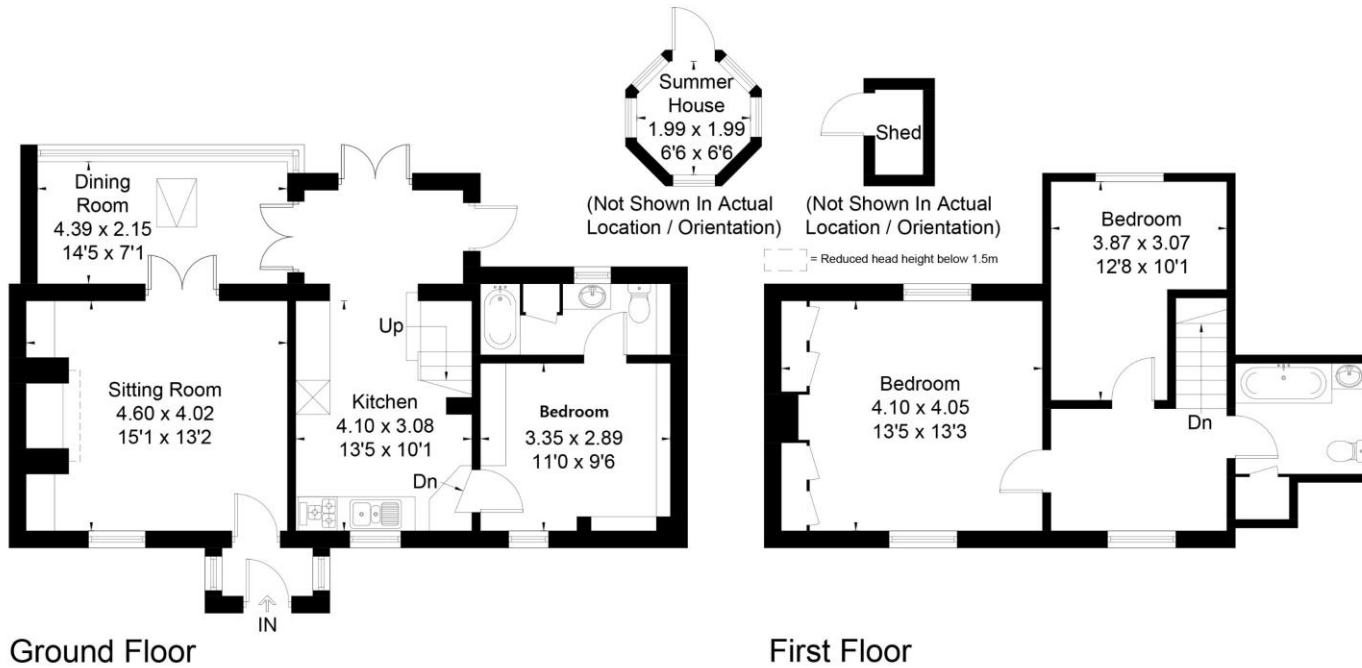 Summer
House
1.99 x 1.99
6'6 x 6'6
(Not Shown In Actual
Location / Orientation)
Shed
(Not Shown In Actual
Location / Orientation)
= Reduced head height below 1.5m
Dining
Room
4.39 x 2.15
14'5 x 7'1
Sitting Room
4.60 x 4.02
15'1 x 13'2
Up
Kitchen
4.10 x 3.08
13'5 x 10'1
Dn
Bedroom
3.35 x 2.89
11'0 x 9'6
IN
Ground Floor
Bedroom
3.87 x 3.07
12'8 x 10'1
Bedroom
4.10 x 4.05
13'5 x 13'3
Dn
First Floor